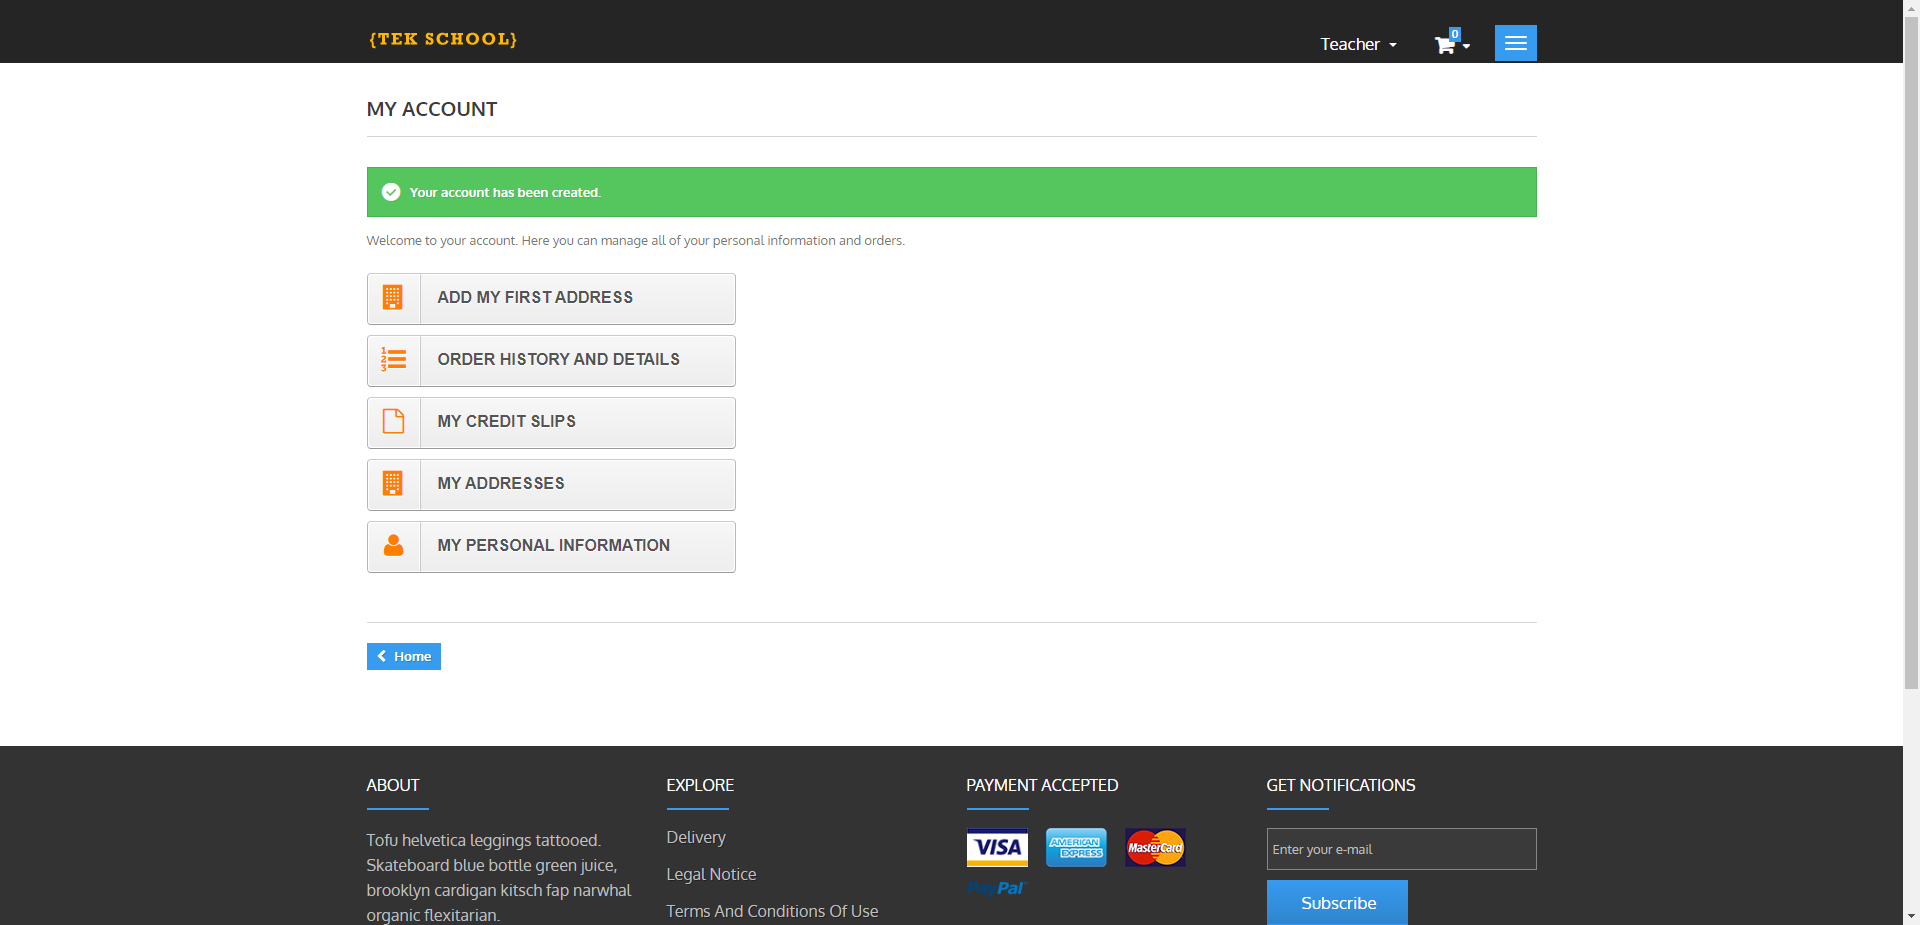 {TEK SCHOOL}
Teacher
0
MY ACCOUNT
Your account has been created.
Welcome to your account. Here you can manage all of your personal information and orders.
ADD MY FIRST ADDRESS
1
2
3
ORDER HISTORY AND DETAILS
MY CREDIT SLIPS
MY ADDRESSES
MY PERSONAL INFORMATION
Home
ABOUT
Tofu helvetica leggings tattooed.
Skateboard blue bottle green juice,
brooklyn cardigan kitsch fap narwhal
organic flexitarian.
EXPLORE
Delivery
Legal Notice
Terms And Conditions Of Use
PAYMENT ACCEPTED
VISA
AMERICAN
EXPRESS
MasterCard
PayPal
GET NOTIFICATIONS
Enter your e-mail
Subscribe